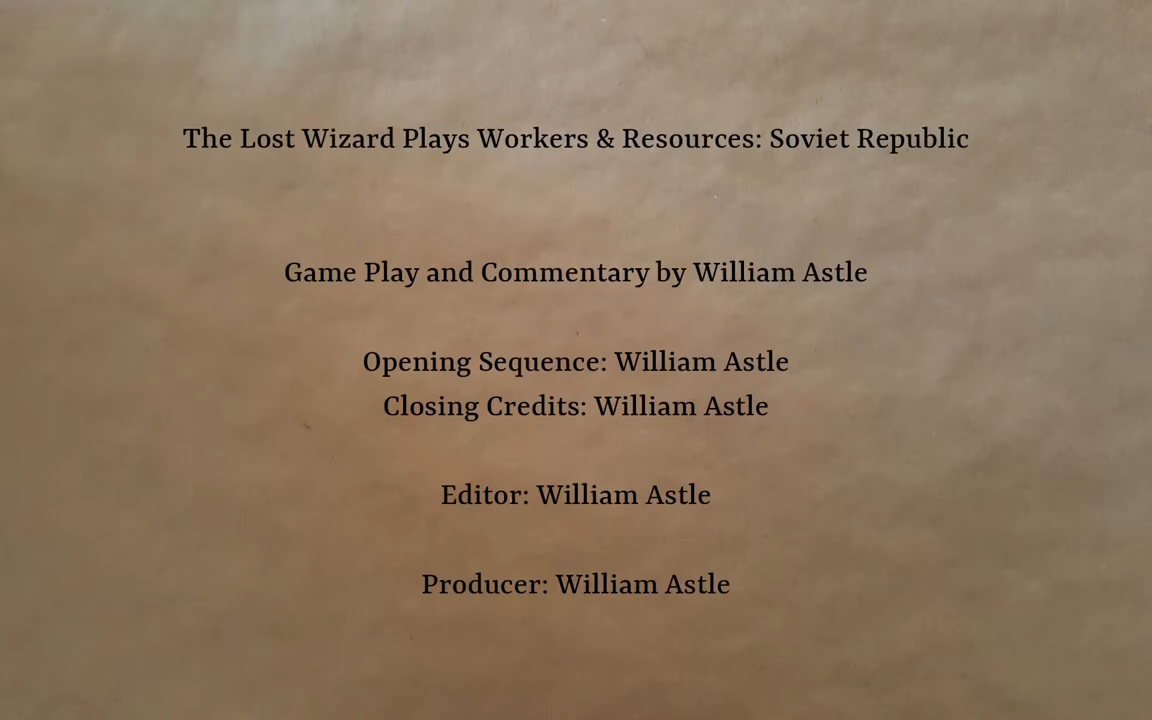 The Lost Wizard Plays Workers & Resources: Soviet Republic
Game Play and Commentary by William Astle
Opening Sequence: William Astle
Closing Credits: William Astle
Editor: William Astle
Producer: William Astle